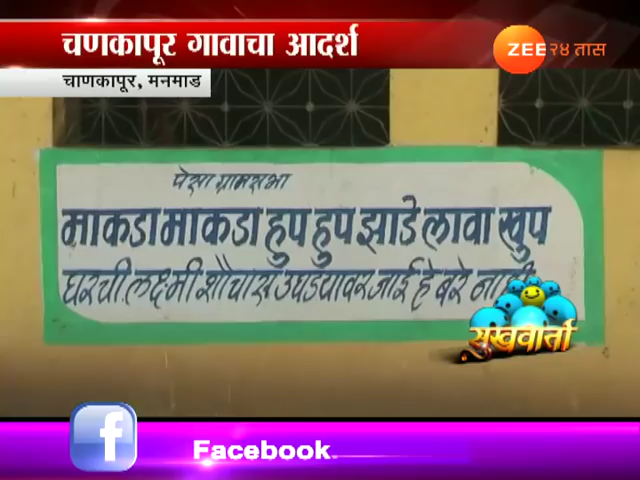 चणकापूर गावाचा आदर्श
ZEE २४ तास
चाणकापूर, मनमाड
पेसा ग्रामसभा
माकडा माकडा हुप हुप झाडे लावा खुप
घरची लक्ष्मी शौचास उघड्यावर जाई हे बरे
सुखवार्ता
f Facebook